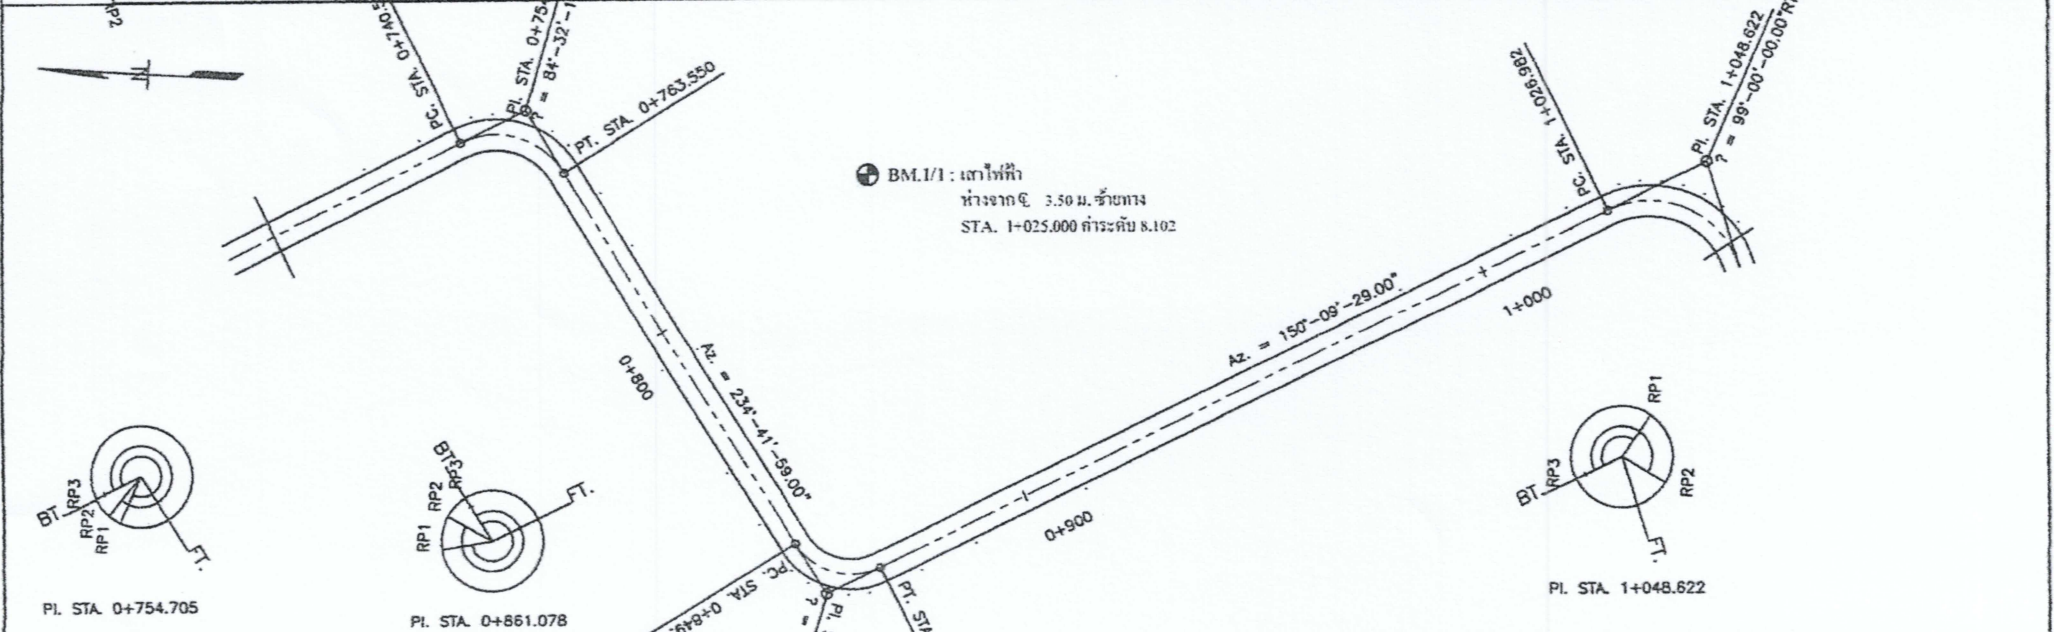 N
PC. STA. 0+740.5
PI. STA. 0+754
? = 84°-32'-1
PT. STA. 0+763.550
BM.1/1 : เสาไฟฟ้า
ห่างจาก ℄ 3.50 ม. ซ้ายทาง
STA. 1+025.000 ค่าระดับ 8.102
PC. STA. 1+026.982
PI. STA. 1+048.622
? = 99°-00'-00.00"R
0+800
Az. = 234°-41'-59.00"
Az. = 150°-09'-29.00"
1+000
0+900
PC. STA. 0+849.
PI.
? =
PT. STA
BT.
RP3
RP2
RP1
FT.
PI. STA. 0+754.705
BT.
RP3
RP2
RP1
FT.
PI. STA. 0+861.078
RP1
RP2
RP3
BT.
FT.
PI. STA. 1+048.622